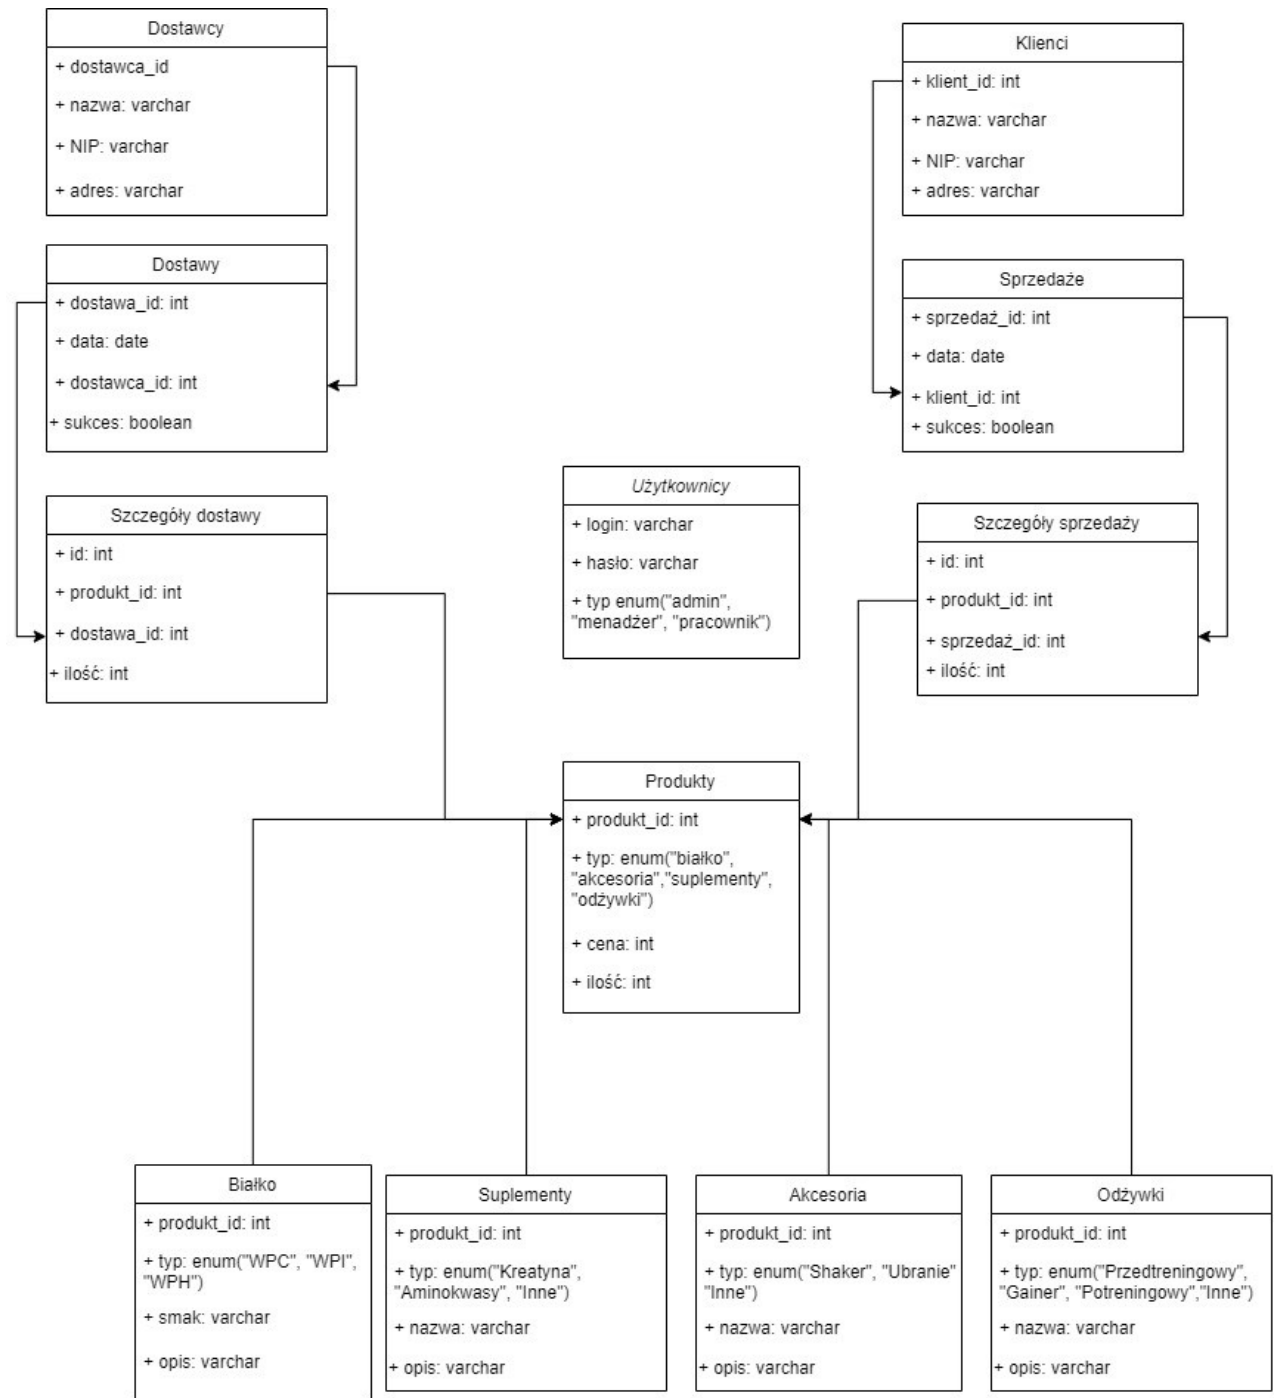 Dostawcy
+ dostawca_id
+ nazwa: varchar
+ NIP: varchar
+ adres: varchar
Klienci
+ klient_id: int
+ nazwa: varchar
+ NIP: varchar
+ adres: varchar
Dostawy
+ dostawa_id: int
+ data: date
+ dostawca_id: int
+ sukces: boolean
Sprzedaże
+ sprzedaż_id: int
+ data: date
+ klient_id: int
+ sukces: boolean
Szczegóły dostawy
+ id: int
+ produkt_id: int
+ dostawa_id: int
+ ilość: int
Użytkownicy
+ login: varchar
+ hasło: varchar
+ typ enum("admin",
"menadżer", "pracownik")
Szczegóły sprzedaży
+ id: int
+ produkt_id: int
+ sprzedaż_id: int
+ ilość: int
Produkty
+ produkt_id: int
+ typ: enum("białko",
"akcesoria","suplementy",
"odżywki")
+ cena: int
+ ilość: int
Białko
+ produkt_id: int
+ typ: enum("WPC", "WPI",
"WPH")
+ smak: varchar
+ opis: varchar
Suplementy
+ produkt_id: int
+ typ: enum("Kreatyna",
"Aminokwasy", "Inne")
+ nazwa: varchar
+ opis: varchar
Akcesoria
+ produkt_id: int
+ typ: enum("Shaker", "Ubranie"
"Inne")
+ nazwa: varchar
+ opis: varchar
Odżywki
+ produkt_id: int
+ typ: enum("Przedtreningowy",
"Gainer", "Potreningowy","Inne")
+ nazwa: varchar
+ opis: varchar